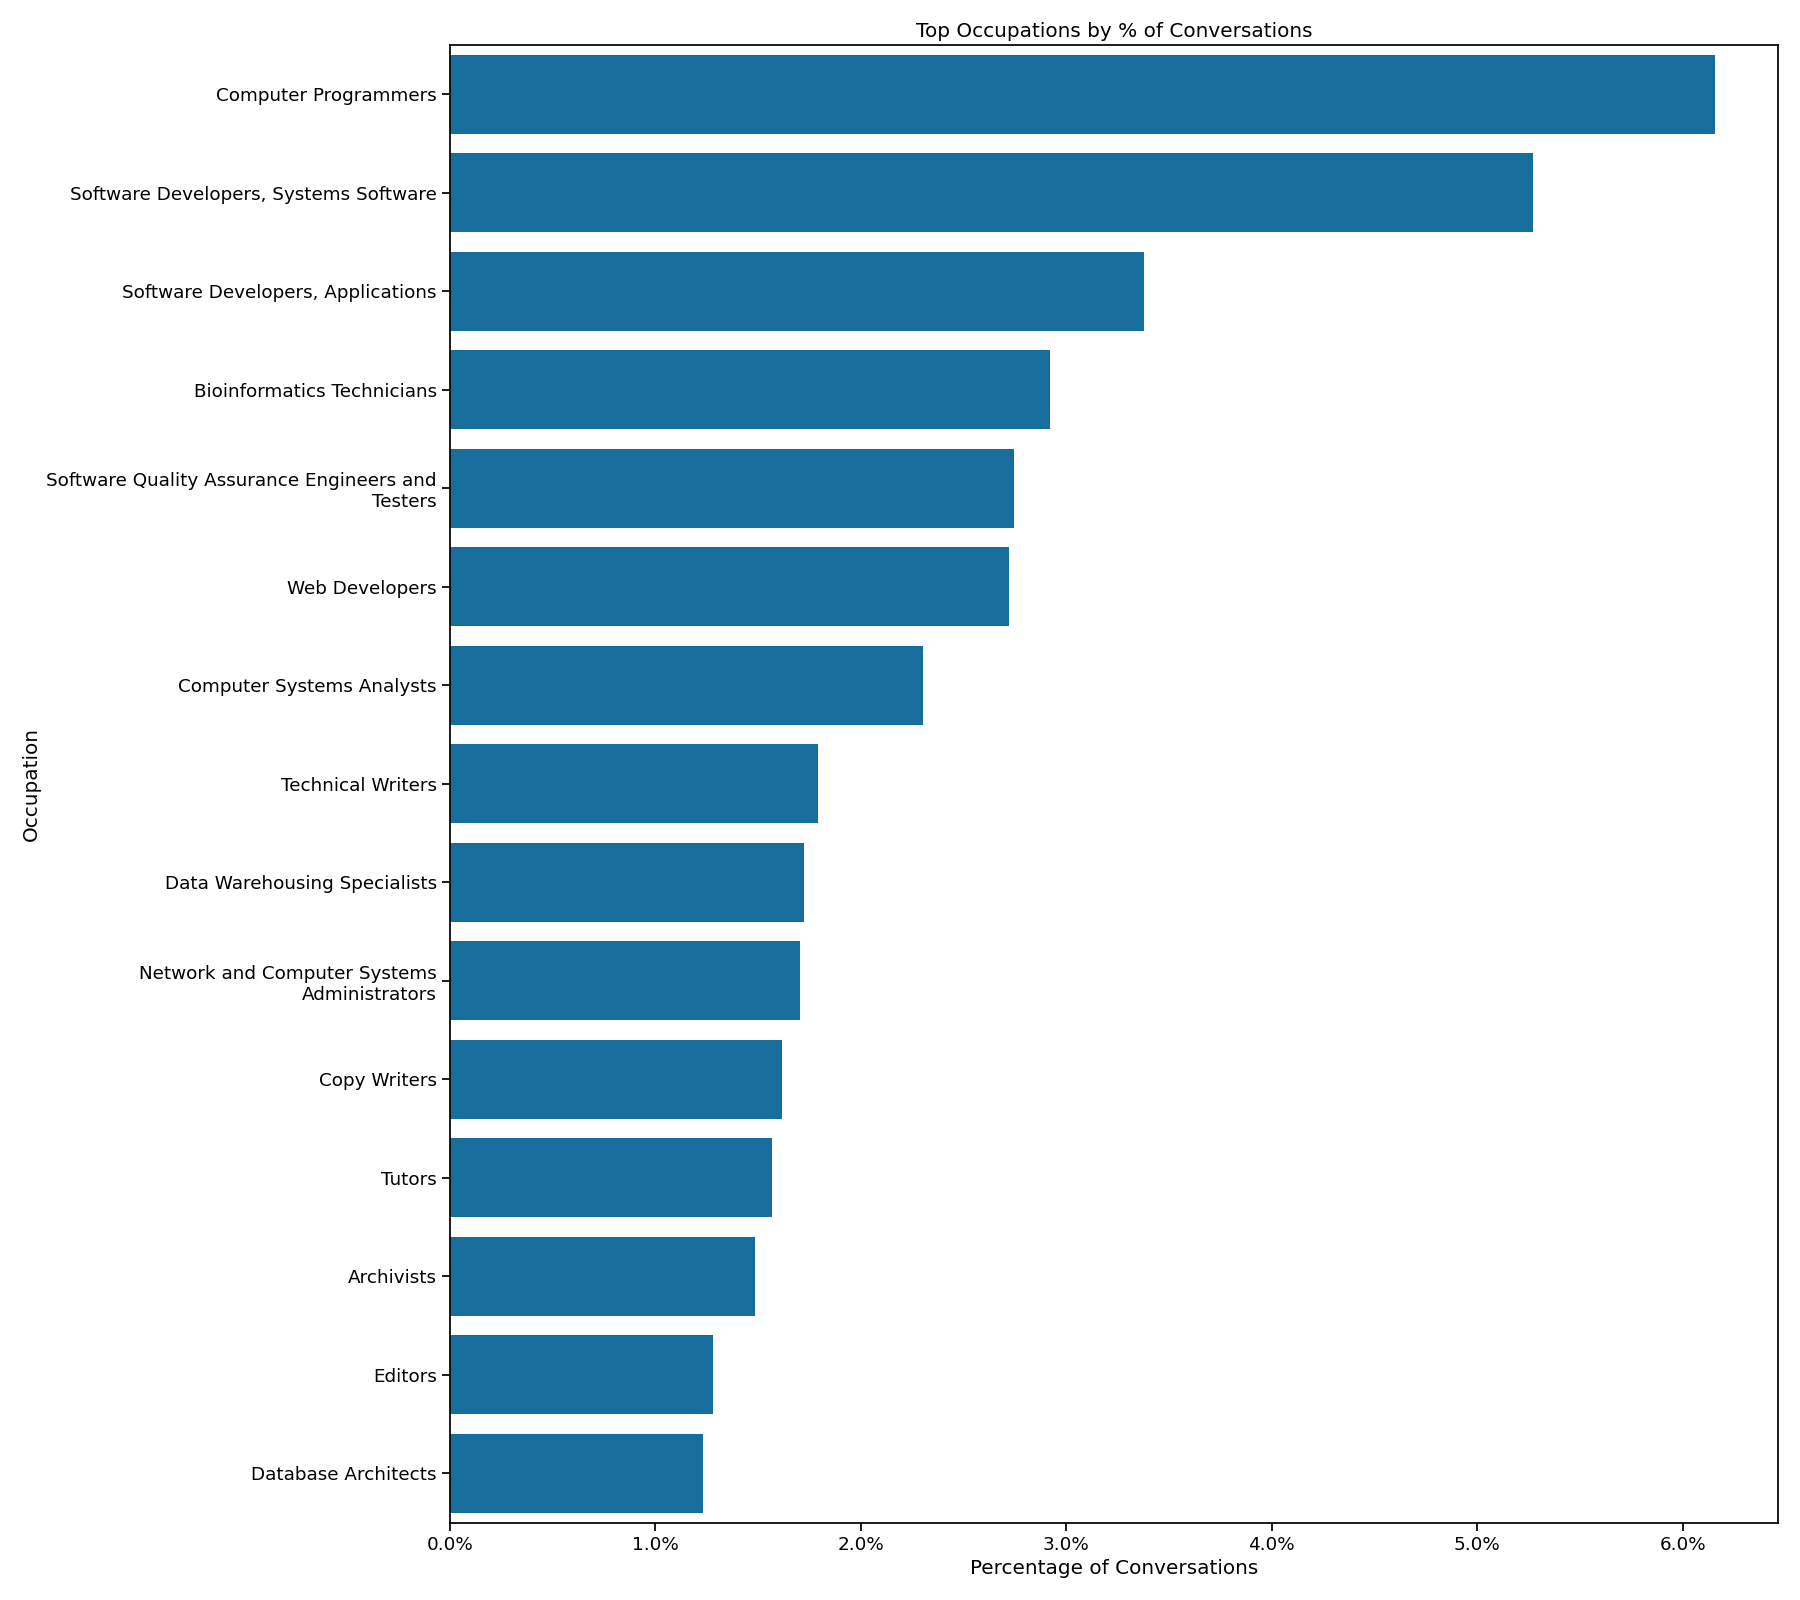 Top Occupations by % of Conversations
Computer Programmers
Software Developers, Systems Software
Software Developers, Applications
Bioinformatics Technicians
Software Quality Assurance Engineers and
Testers
Web Developers
Computer Systems Analysts
Technical Writers
Data Warehousing Specialists
Network and Computer Systems
Administrators
Copy Writers
Tutors
Archivists
Editors
Database Architects
Occupation
0.0% 1.0% 2.0% 3.0% 4.0% 5.0% 6.0%
Percentage of Conversations